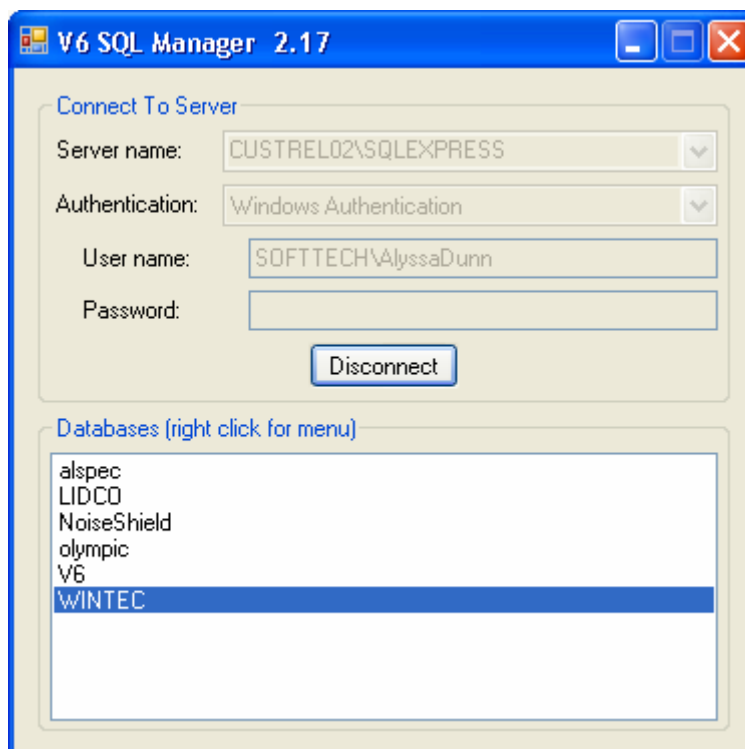 V6 SQL Manager 2.17
Connect To Server
Server name: CUSTREL02\SQLEXPRESS
Authentication: Windows Authentication
User name: SOFTTECH\AlyssaDunn
Password:
Disconnect
Databases (right click for menu)
alspec
LIDCO
NoiseShield
olympic
V6
WINTEC